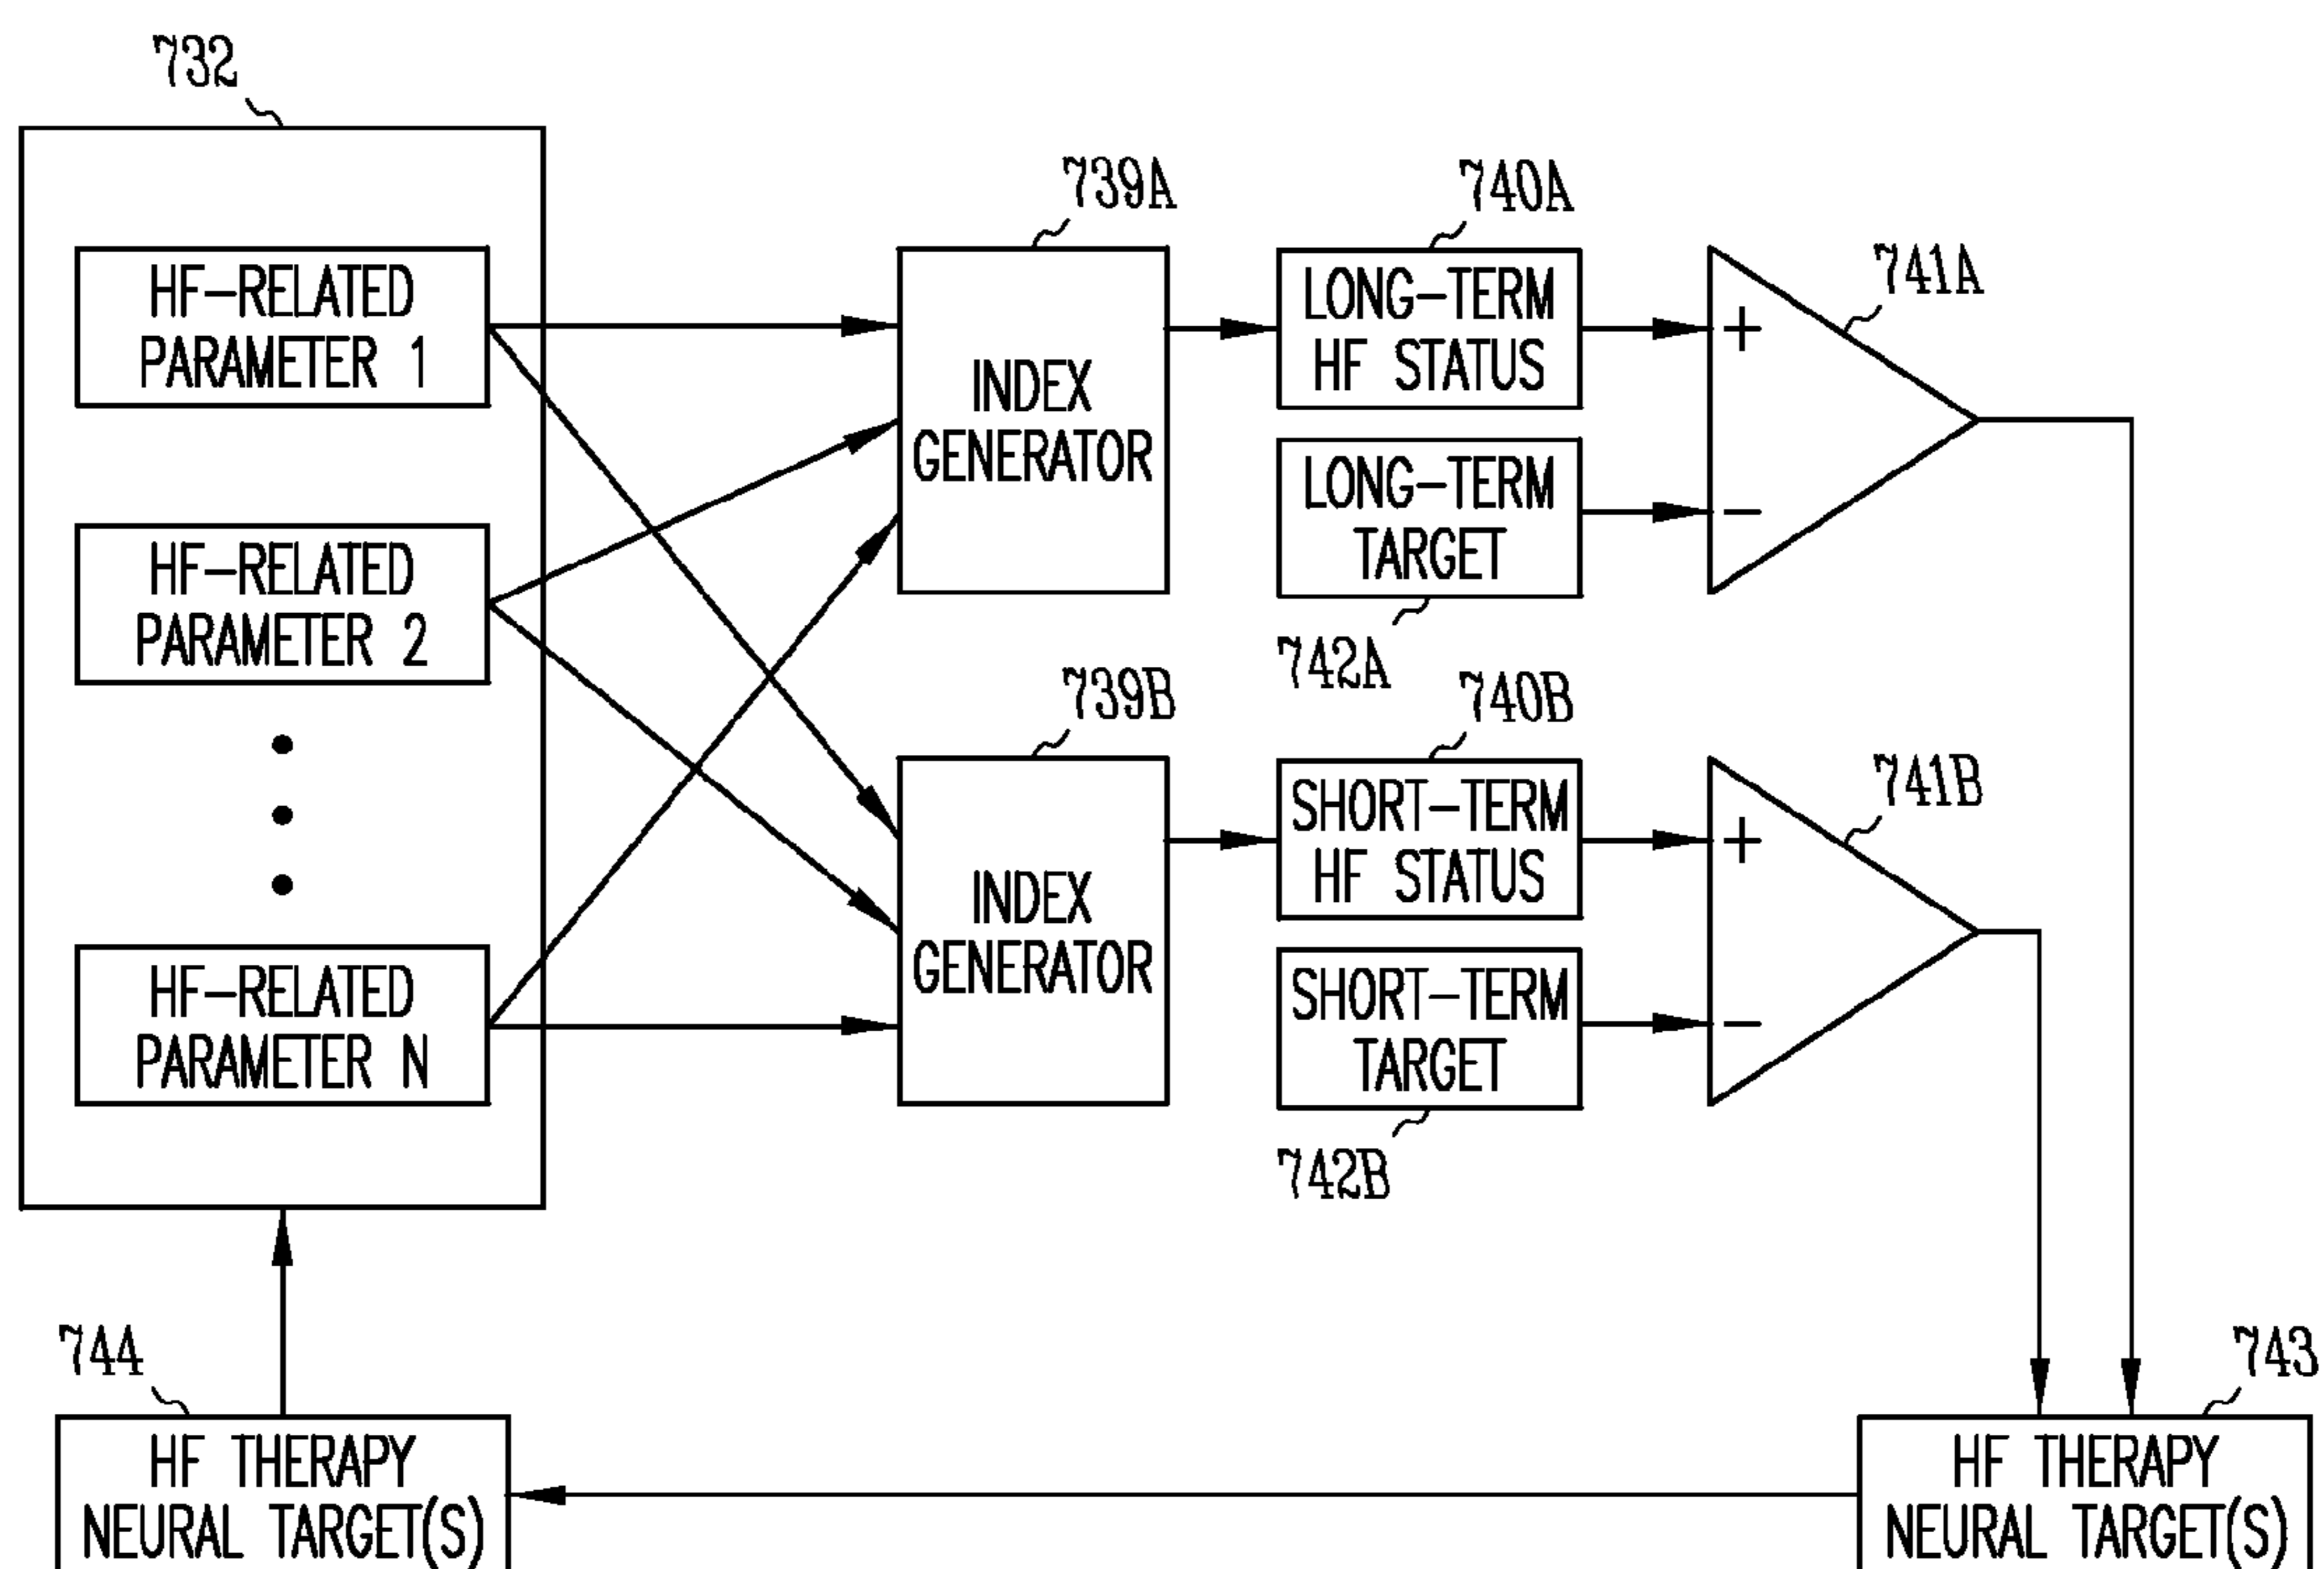 732
HF-RELATED
PARAMETER 1
HF-RELATED
PARAMETER 2
HF-RELATED
PARAMETER N
739A
INDEX
GENERATOR
739B
INDEX
GENERATOR
740A
LONG-TERM
HF STATUS
LONG-TERM
TARGET
742A
740B
SHORT-TERM
HF STATUS
SHORT-TERM
TARGET
742B
741A
+
−
741B
+
−
744
HF THERAPY
NEURAL TARGET(S)
743
HF THERAPY
NEURAL TARGET(S)